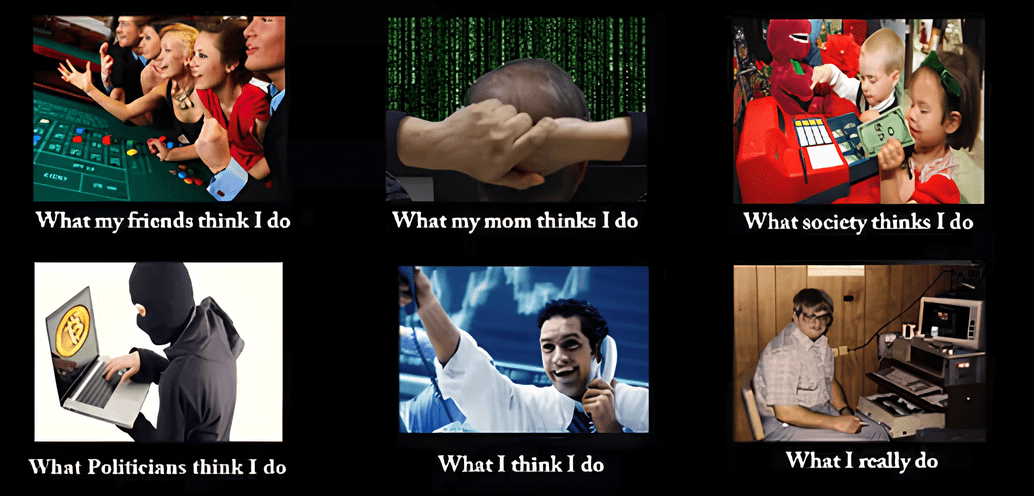 What my friends think I do
What my mom thinks I do
What society thinks I do
What Politicians think I do
What I think I do
What I really do